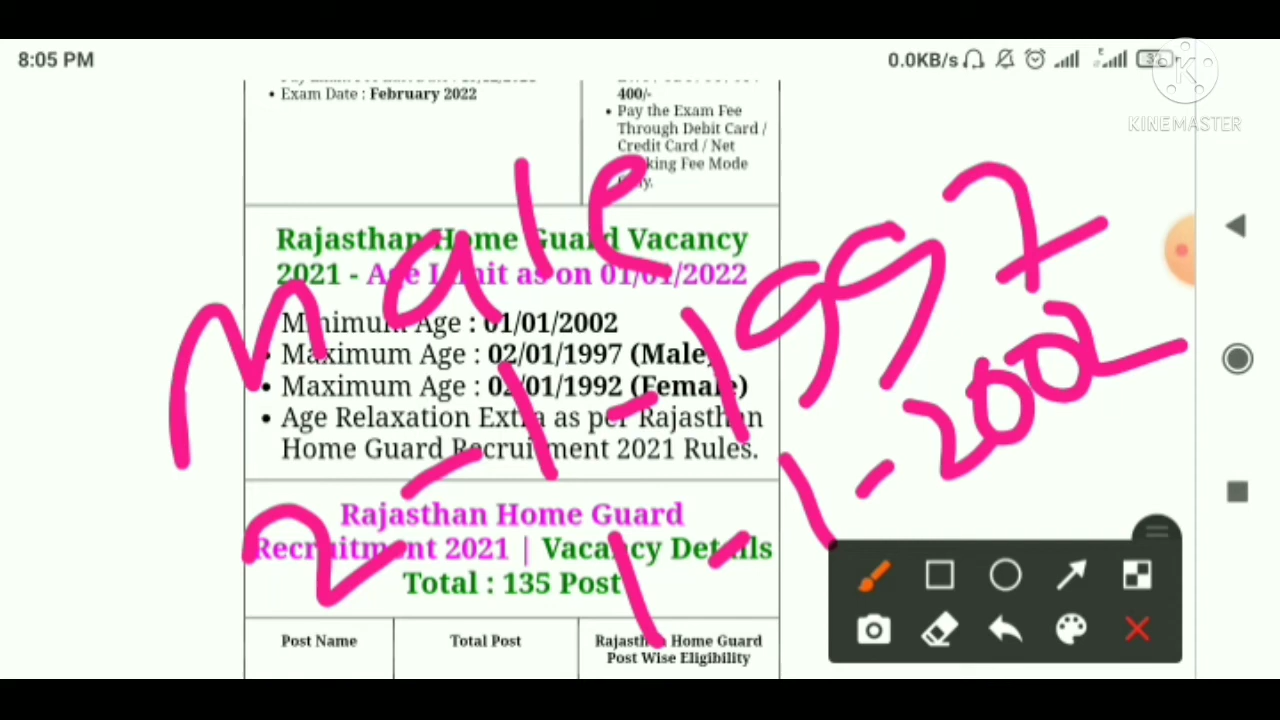 8:05 PM
0.0KB/s
KINEMASTER
• Exam Date : February 2022
400/-
• Pay the Exam Fee
Through Debit Card /
Credit Card / Net
Fee Mode
Rajasthan Home Guard Vacancy
2021 - Age Limit as on 01/01/2022
Minimum Age : 01/01/2002
• Maximum Age : 02/01/1997 (Male)
• Maximum Age : 02/01/1992 (Female)
• Age Relaxation Extra as per Rajasthan
Home Guard Recruitment 2021 Rules.
Rajasthan Home Guard
Recruitment 2021 | Vacancy Details
Total : 135 Post
Post Name
Total Post
Rajasthan Home Guard
Post Wise Eligibility
Male
2-1-1997
1-1-2002